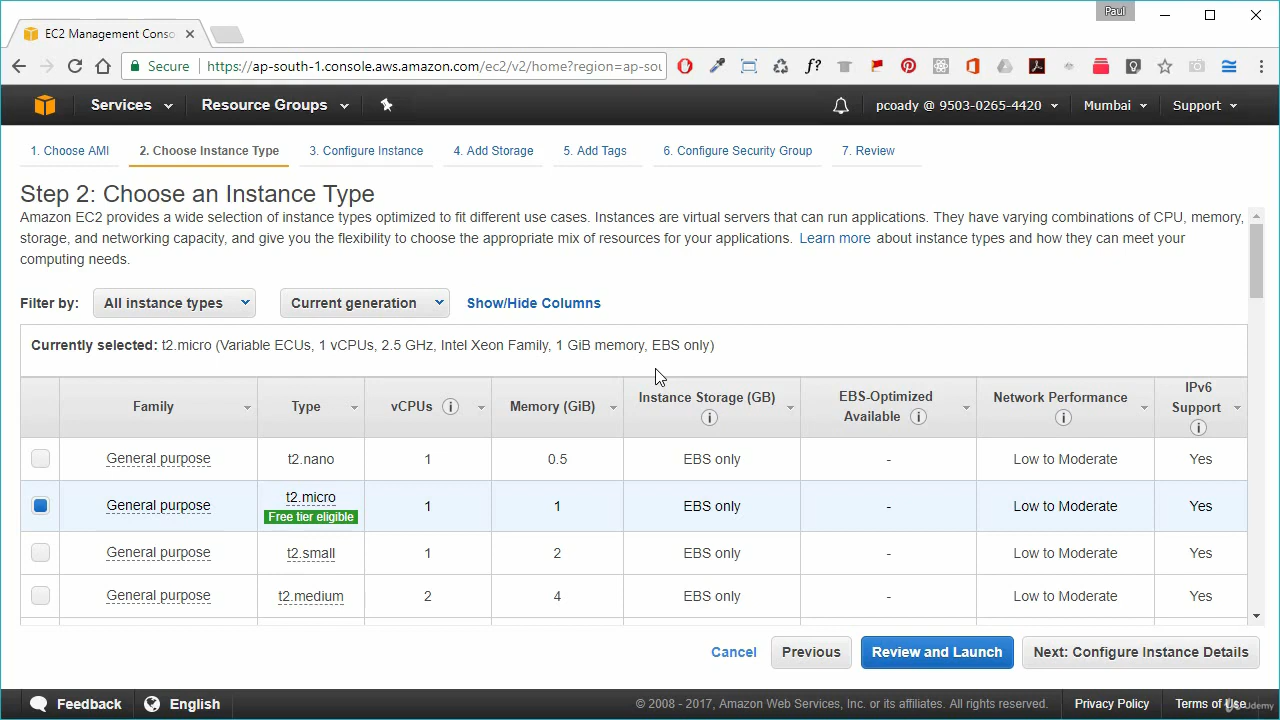 Paul
EC2 Management Conso
Secure
https://ap-south-1.console.aws.amazon.com/ec2/v2/home?region=ap-sou
f?
Services
Resource Groups
pcoady @ 9503-0265-4420
Mumbai
Support
1. Choose AMI
2. Choose Instance Type
3. Configure Instance
4. Add Storage
5. Add Tags
6. Configure Security Group
7. Review
Step 2: Choose an Instance Type
Amazon EC2 provides a wide selection of instance types optimized to fit different use cases. Instances are virtual servers that can run applications. They have varying combinations of CPU, memory,
storage, and networking capacity, and give you the flexibility to choose the appropriate mix of resources for your applications. Learn more about instance types and how they can meet your
computing needs.
Filter by: All instance types Current generation Show/Hide Columns
Currently selected: t2.micro (Variable ECUs, 1 vCPUs, 2.5 GHz, Intel Xeon Family, 1 GiB memory, EBS only)
Family
Type
vCPUs
Memory (GiB)
Instance Storage (GB)
EBS-Optimized
Available
Network Performance
IPv6
Support
General purpose t2.nano 1 0.5 EBS only - Low to Moderate Yes
General purpose t2.micro 1 1 EBS only - Low to Moderate Yes
Free tier eligible
General purpose t2.small 1 2 EBS only - Low to Moderate Yes
General purpose t2.medium 2 4 EBS only - Low to Moderate Yes
Cancel
Previous
Review and Launch
Next: Configure Instance Details
Feedback
English
© 2008 - 2017, Amazon Web Services, Inc. or its affiliates. All rights reserved.
Privacy Policy
Terms of Use
Udemy